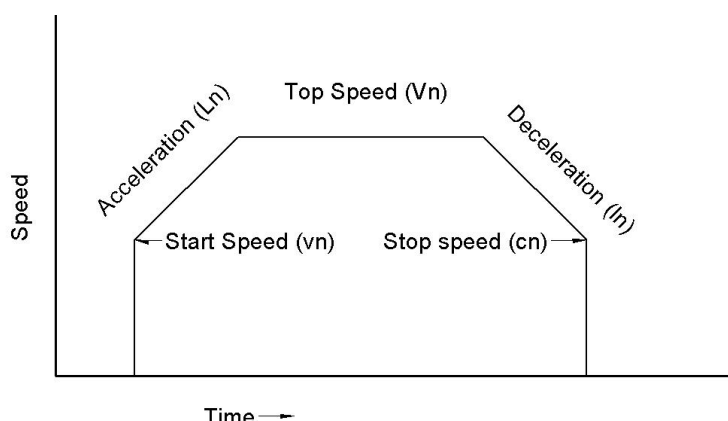 Top Speed (Vn)
Acceleration (Ln)
Deceleration (ln)
Speed
Start Speed (vn)
Stop speed (cn)
Time